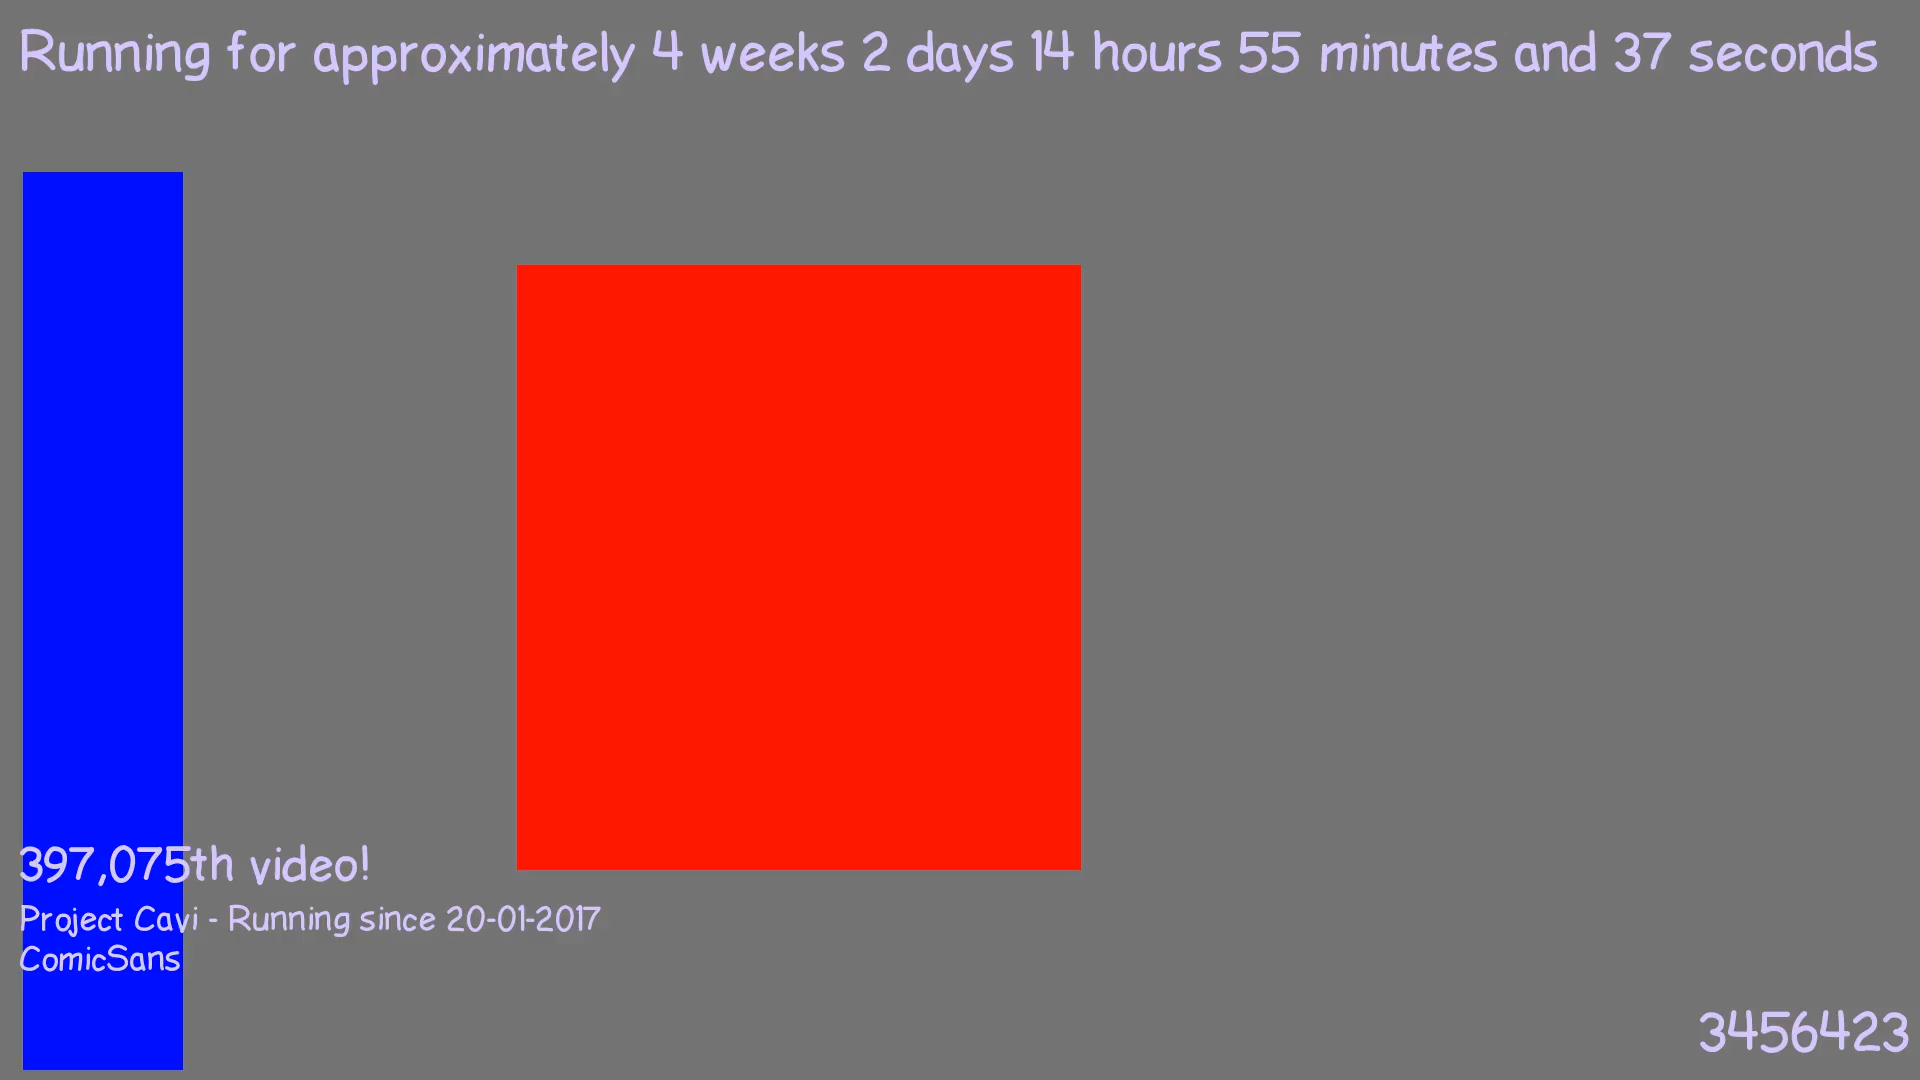 Running for approximately 4 weeks 2 days 14 hours 55 minutes and 37 seconds
397,075th video!
Project Cavi - Running since 20-01-2017
ComicSans
3456423